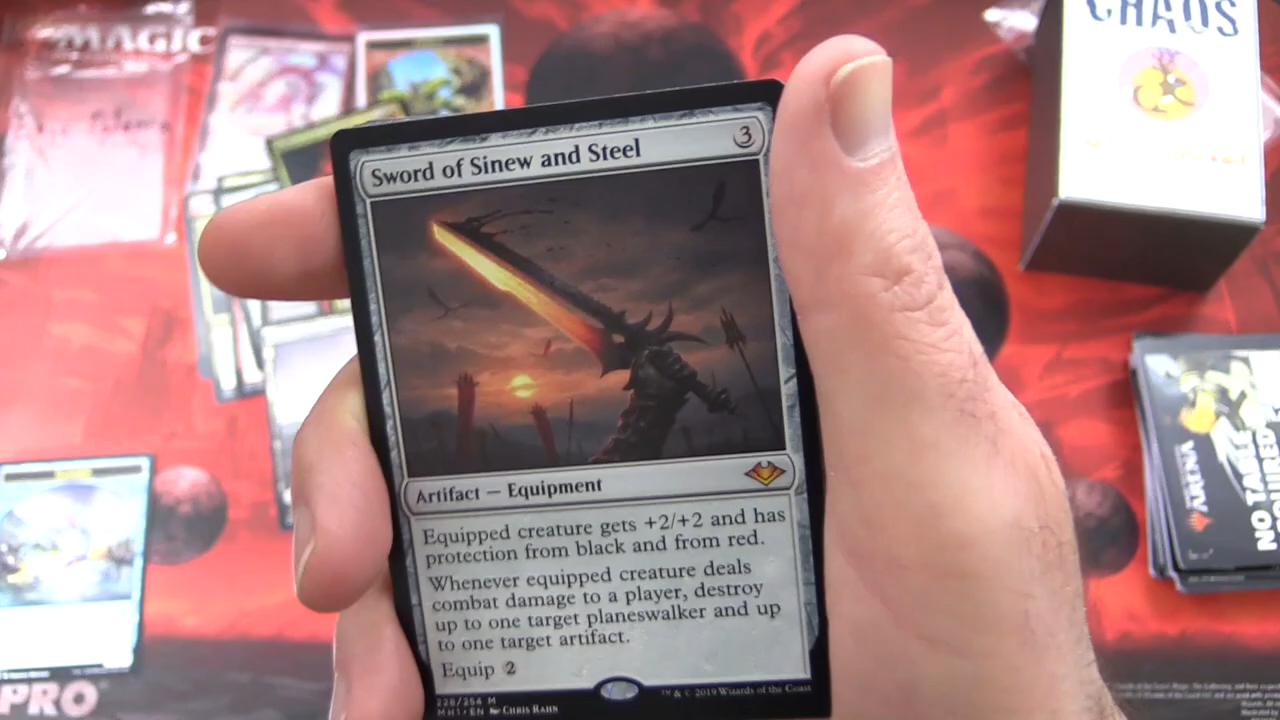 MAGIC
CHAOS
Sword of Sinew and Steel 3
Artifact — Equipment
Equipped creature gets +2/+2 and has
protection from black and from red.
Whenever equipped creature deals
combat damage to a player, destroy
up to one target planeswalker and up
to one target artifact.
Equip 2
228/254 M
MH1 • EN CHRIS RAHN
™ & © 2019 Wizards of the Coast
ARENA
NO TABLE
PRO